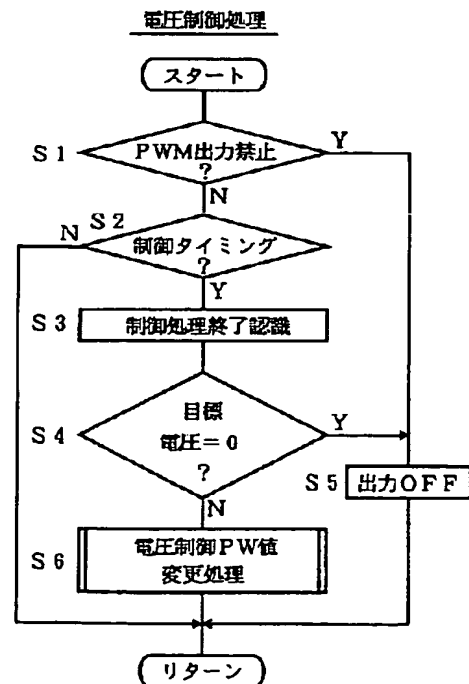 電圧制御処理
スタート
S1
PWM出力禁止
?
Y
N
S2
N
制御タイミング
?
Y
S3
制御処理終了認識
S4
目標
電圧=0
?
Y
N
S5
出力OFF
S6
電圧制御PW値
変更処理
リターン